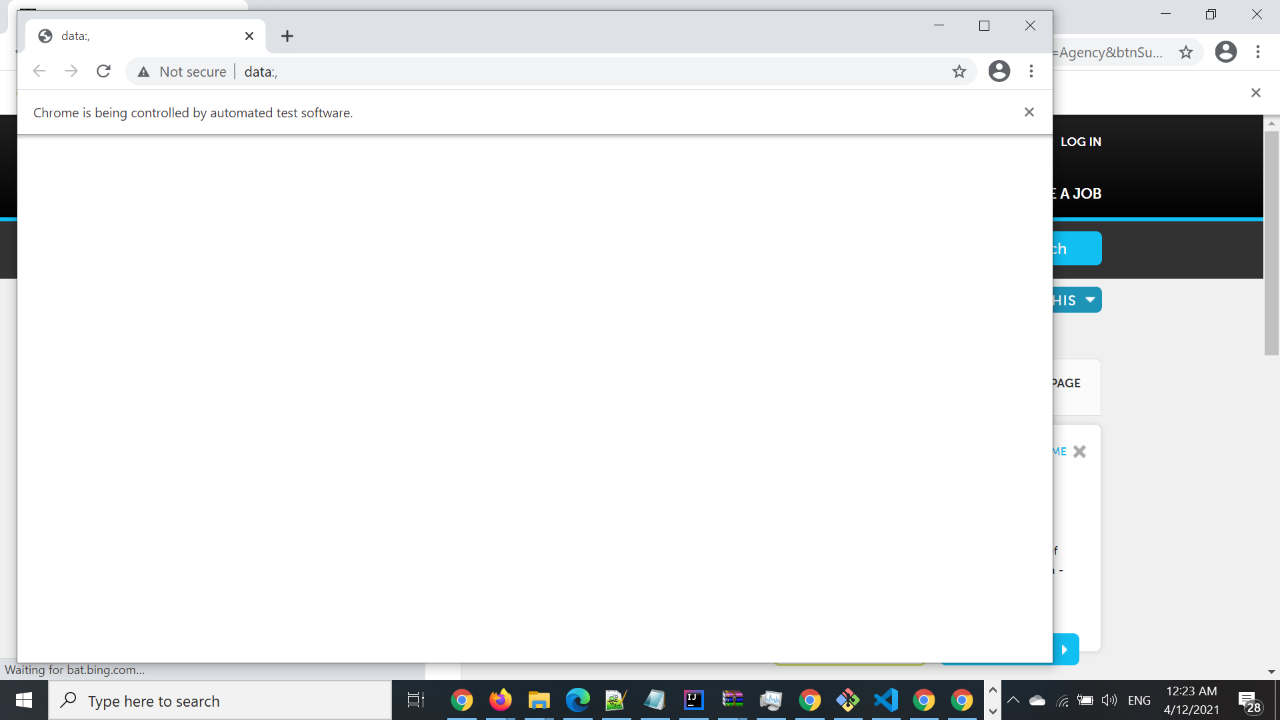 data:,
=Agency&btnSu...
Not secure
data:,
Chrome is being controlled by automated test software.
LOG IN
E A JOB
ch
HIS
PAGE
ME
-
Waiting for bat.bing.com...
Type here to search
ENG
12:23 AM
4/12/2021
28